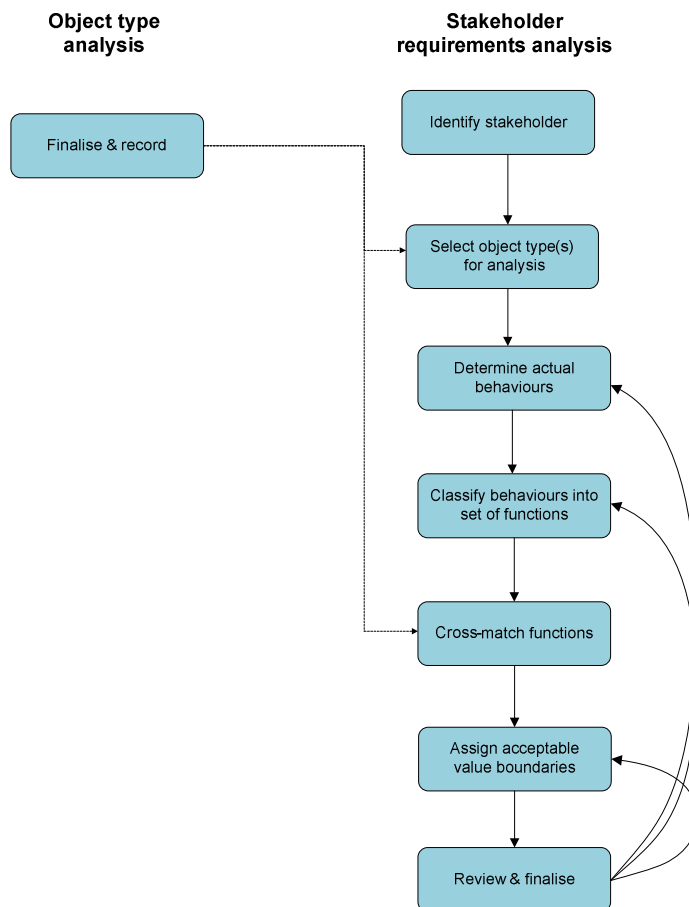 Object type
analysis
Stakeholder
requirements analysis
Finalise & record
Identify stakeholder
Select object type(s)
for analysis
Determine actual
behaviours
Classify behaviours into
set of functions
Cross-match functions
Assign acceptable
value boundaries
Review & finalise